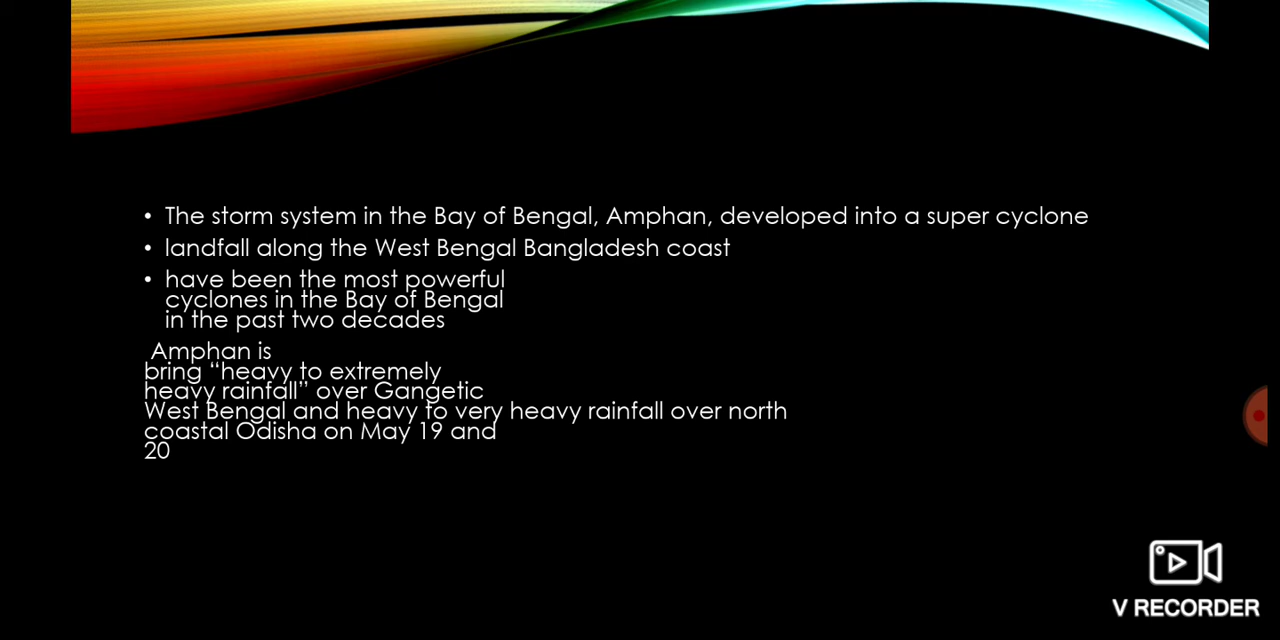 • The storm system in the Bay of Bengal, Amphan, developed into a super cyclone
• landfall along the West Bengal Bangladesh coast
• have been the most powerful
cyclones in the Bay of Bengal
in the past two decades
Amphan is
bring “heavy to extremely
heavy rainfall” over Gangetic
West Bengal and heavy to very heavy rainfall over north
coastal Odisha on May 19 and
20
V RECORDER